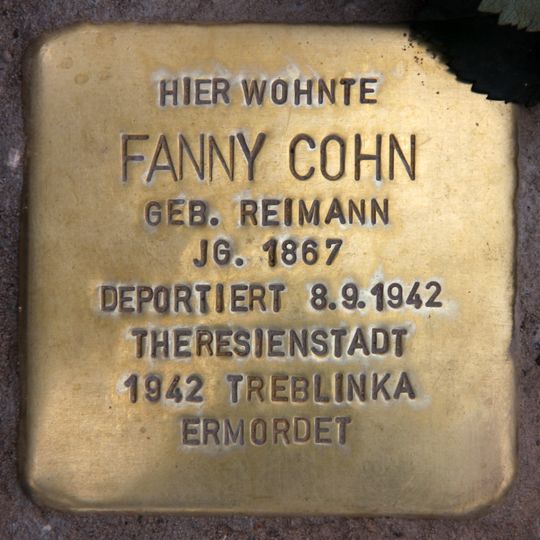 HIER WOHNTE
FANNY COHN
GEB. REIMANN
JG. 1867
DEPORTIERT 8.9.1942
THERESIENSTADT
1942 TREBLINKA
ERMORDET